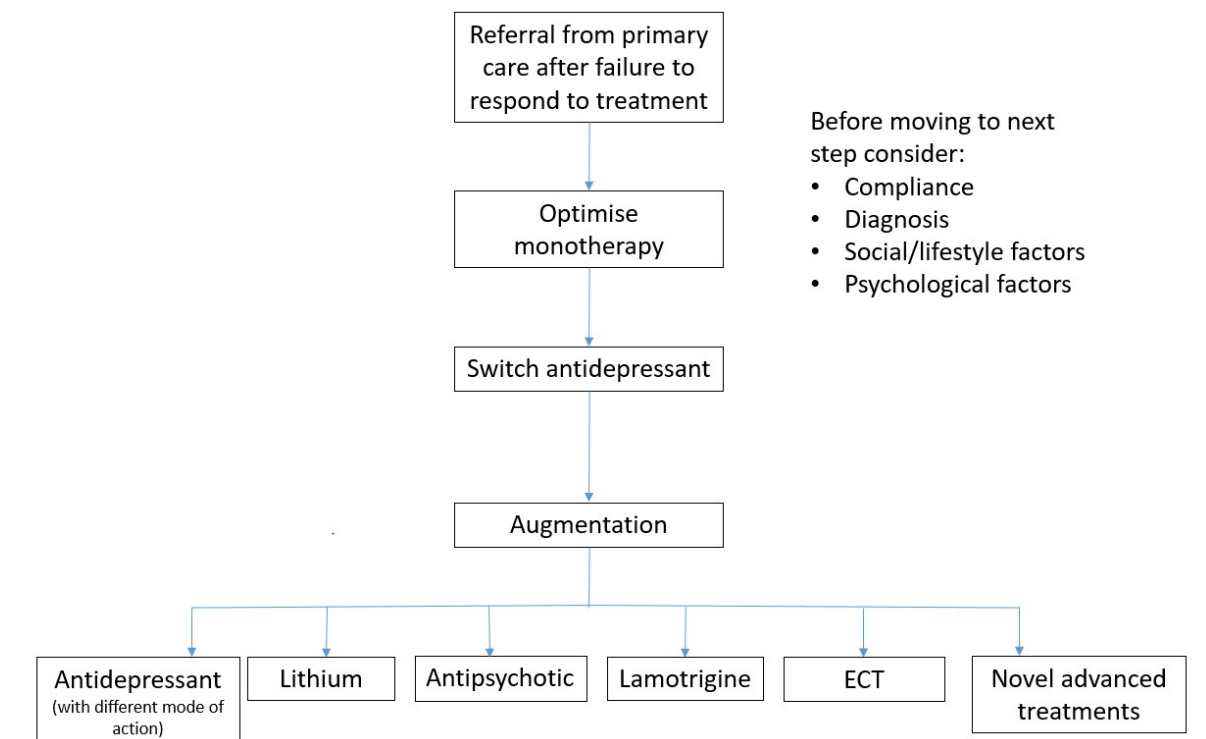 Referral from primary
care after failure to
respond to treatment
Before moving to next
step consider:
• Compliance
• Diagnosis
• Social/lifestyle factors
• Psychological factors
Optimise
monotherapy
Switch antidepressant
Augmentation
Antidepressant
(with different mode of
action)
Lithium
Antipsychotic
Lamotrigine
ECT
Novel advanced
treatments